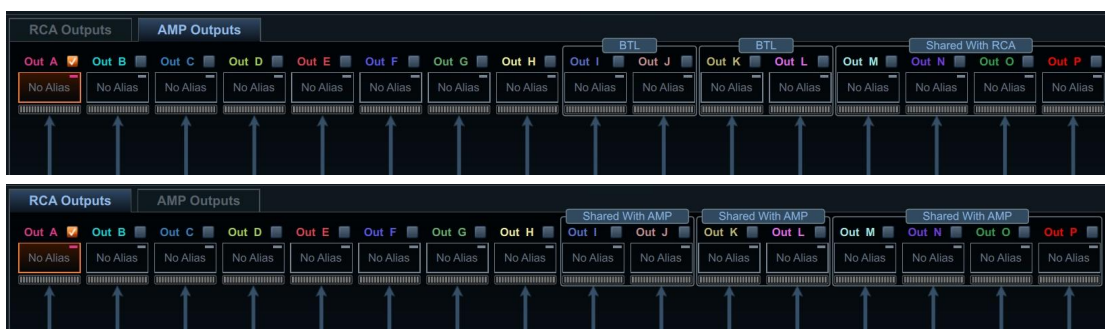 RCA Outputs AMP Outputs
BTL BTL Shared With RCA
Out A Out B Out C Out D Out E Out F Out G Out H Out I Out J Out K Out L Out M Out N Out O Out P
No Alias No Alias No Alias No Alias No Alias No Alias No Alias No Alias No Alias No Alias No Alias No Alias No Alias No Alias No Alias No Alias
RCA Outputs AMP Outputs
Shared With AMP Shared With AMP Shared With AMP
Out A Out B Out C Out D Out E Out F Out G Out H Out I Out J Out K Out L Out M Out N Out O Out P
No Alias No Alias No Alias No Alias No Alias No Alias No Alias No Alias No Alias No Alias No Alias No Alias No Alias No Alias No Alias No Alias